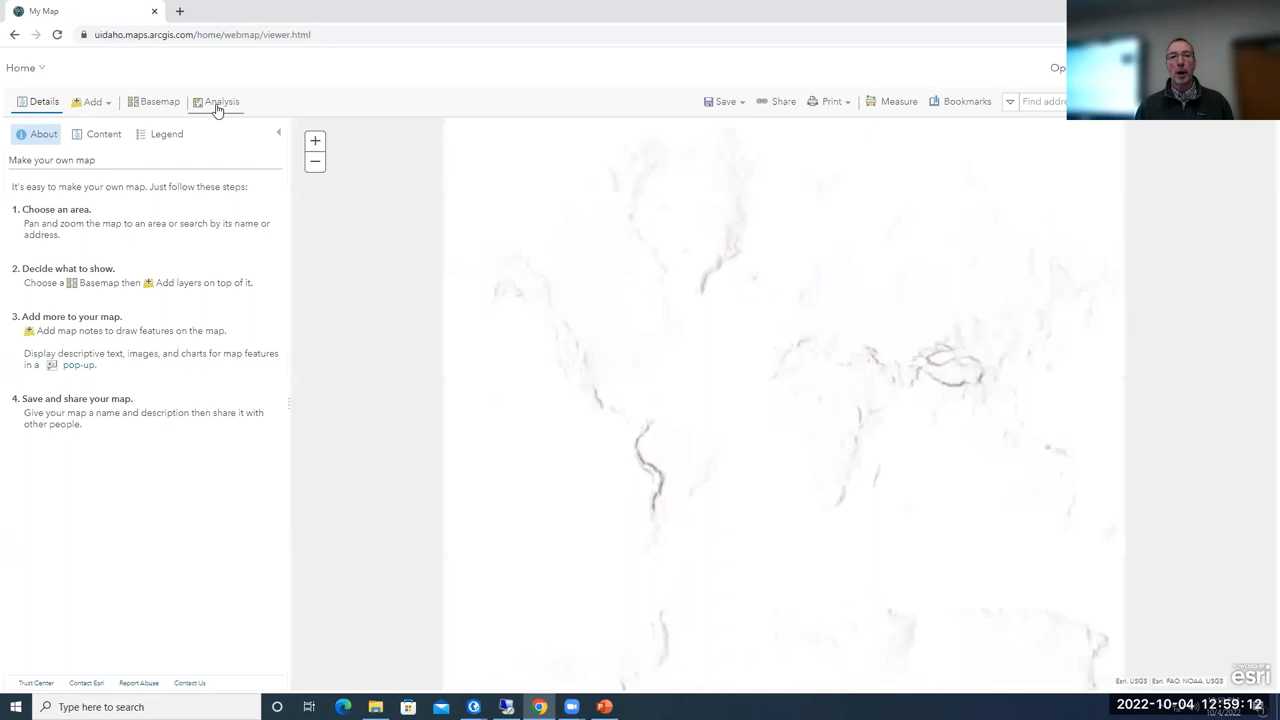 My Map
uidaho.maps.arcgis.com/home/webmap/viewer.html
Home
Details
Add
Basemap
Analysis
Save
Share
Print
Measure
Bookmarks
About
Content
Legend
Make your own map
It's easy to make your own map. Just follow these steps:
1. Choose an area.
Pan and zoom the map to an area or search by its name or
address.
2. Decide what to show.
Choose a Basemap then Add layers on top of it.
3. Add more to your map.
Add map notes to draw features on the map.
Display descriptive text, images, and charts for map features
in a pop-up.
4. Save and share your map.
Give your map a name and description then share it with
other people.
Trust Center Contact Esri Report Abuse Contact Us
POWERED BY
esri
Esri, USGS | Esri, FAO, NOAA, USGS
Type here to search
2022-10-04 12:59:12